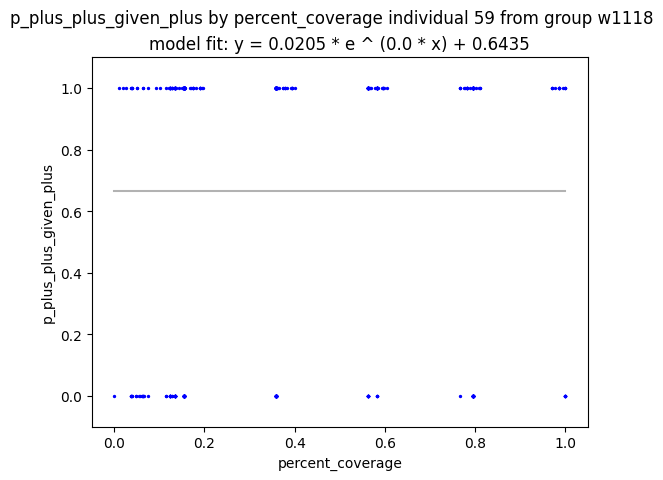 p_plus_plus_given_plus by percent_coverage individual 59 from group w1118
model fit: y = 0.0205 * e ^ (0.0 * x) + 0.6435
1.0
0.8
0.6
0.4
0.2
0.0
p_plus_plus_given_plus
0.0 0.2 0.4 0.6 0.8 1.0
percent_coverage